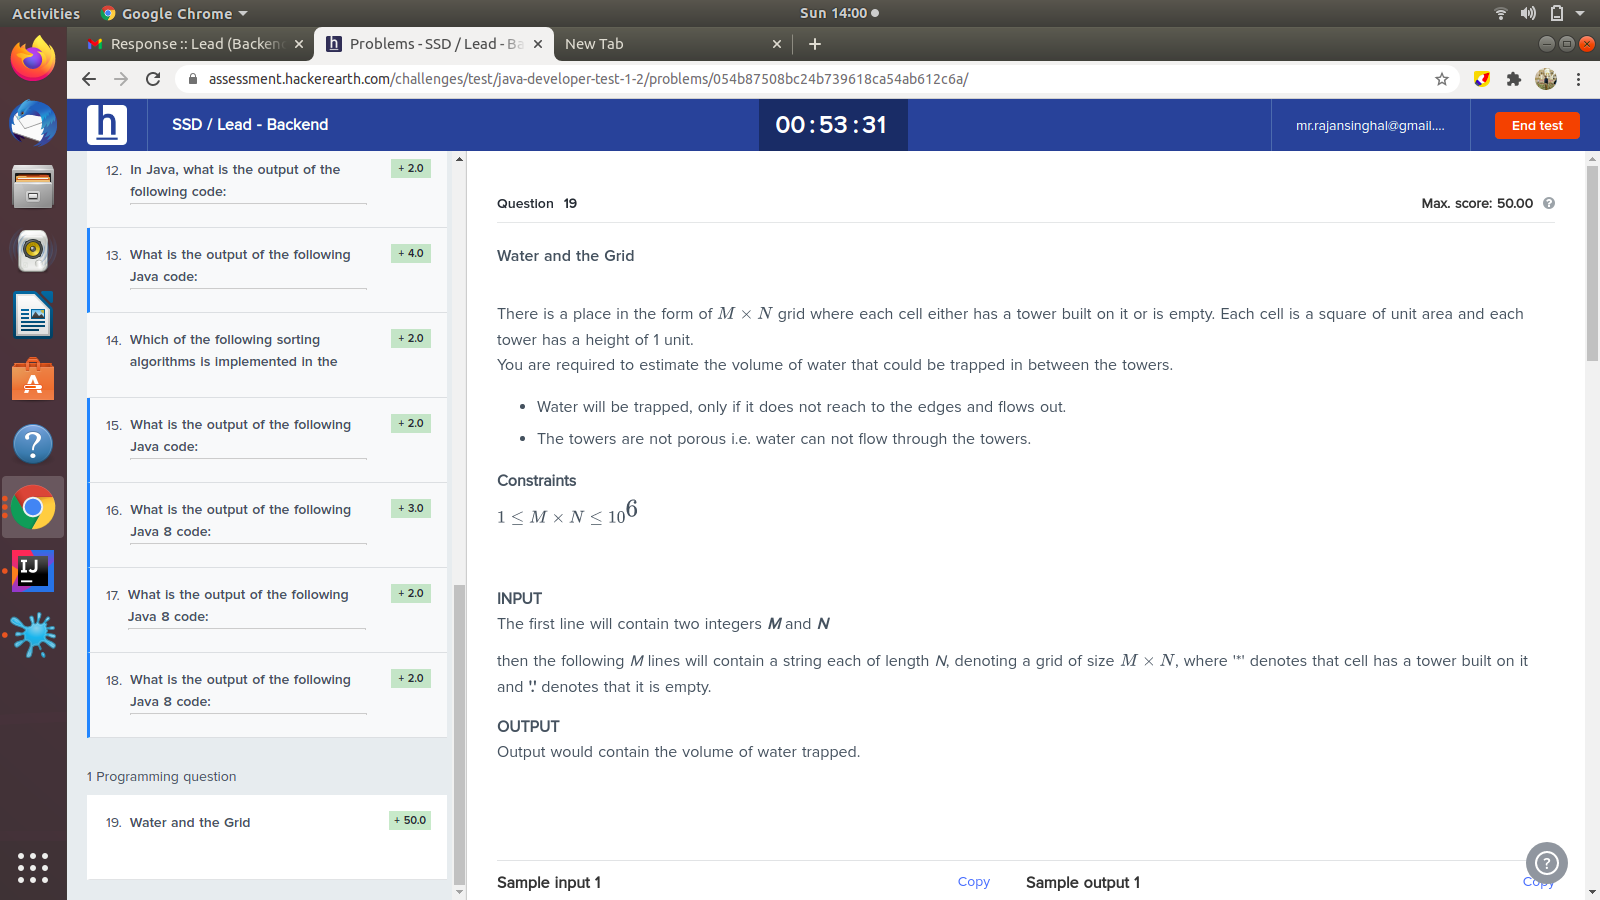 Activities
Google Chrome
Sun 14:00
Response :: Lead (Backend
Problems - SSD / Lead - Ba
New Tab
assessment.hackerearth.com/challenges/test/java-developer-test-1-2/problems/054b87508bc24b739618ca54ab612c6a/
h
SSD / Lead - Backend
00:53:31
mr.rajansinghal@gmail....
End test
12. In Java, what is the output of the + 2.0
following code:
13. What is the output of the following + 4.0
Java code:
14. Which of the following sorting + 2.0
algorithms is implemented in the
15. What is the output of the following + 2.0
Java code:
16. What is the output of the following + 3.0
Java 8 code:
17. What is the output of the following + 2.0
Java 8 code:
18. What is the output of the following + 2.0
Java 8 code:
1 Programming question
19. Water and the Grid + 50.0
Question 19
Max. score: 50.00 ?
Water and the Grid
There is a place in the form of M × N grid where each cell either has a tower built on it or is empty. Each cell is a square of unit area and each
tower has a height of 1 unit.
You are required to estimate the volume of water that could be trapped in between the towers.
• Water will be trapped, only if it does not reach to the edges and flows out.
• The towers are not porous i.e. water can not flow through the towers.
Constraints
1 ≤ M × N ≤ 10^6
INPUT
The first line will contain two integers M and N
then the following M lines will contain a string each of length N, denoting a grid of size M × N, where '*' denotes that cell has a tower built on it
and '.' denotes that it is empty.
OUTPUT
Output would contain the volume of water trapped.
Sample input 1
Copy
Sample output 1
Copy
?
IJ